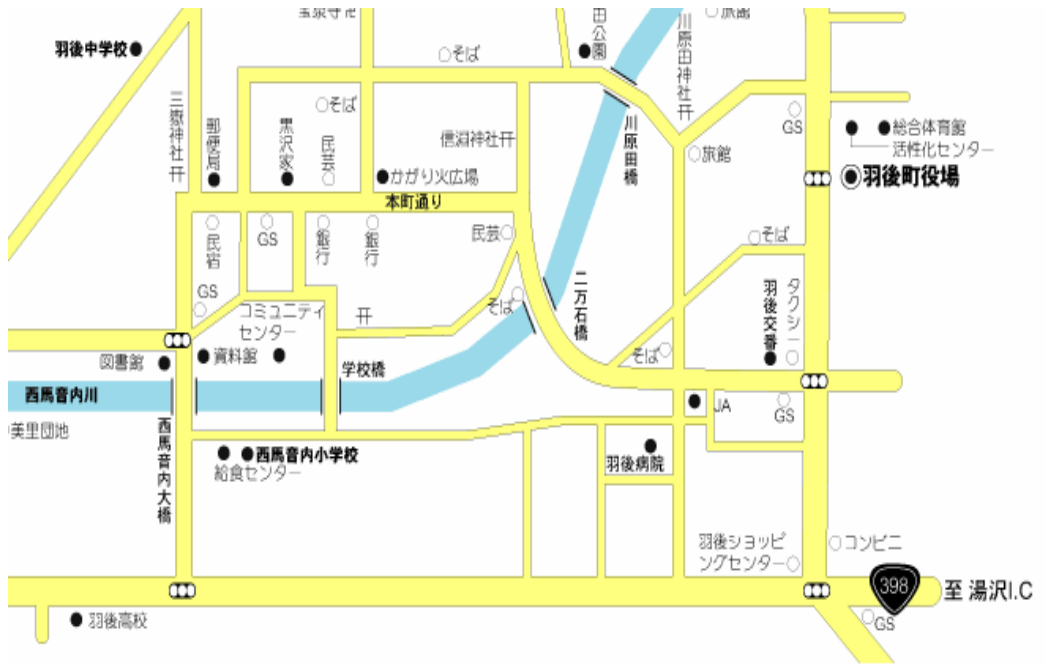 宝泉寺卍
田公園
川原田神社
旅館
羽後中学校
そば
三嶽神社
郵便局
黒沢家
そば
民芸
信淵神社
かがり火広場
川原田橋
旅館
GS
総合体育館
活性化センター
羽後町役場
本町通り
民宿
GS
銀行
銀行
民芸
そば
GS
コミュニティ
センター
そば
二万石橋
羽後交番
タクシー
図書館
資料館
学校橋
そば
西馬音内川
JA
GS
美里団地
西馬音内大橋
西馬音内小学校
給食センター
羽後病院
羽後ショッピ
ングセンター
コンビニ
398
至 湯沢I.C
羽後高校
GS